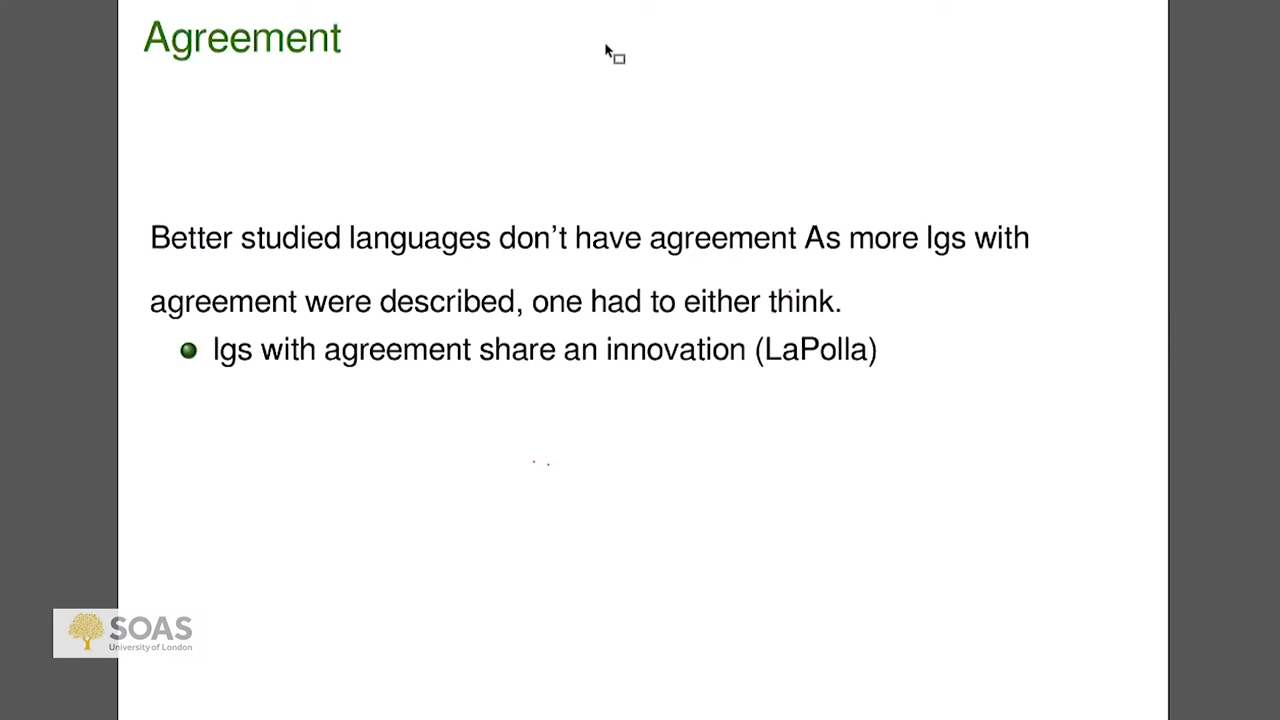 Agreement
Better studied languages don't have agreement As more lgs with
agreement were described, one had to either think.
lgs with agreement share an innovation (LaPolla)
SOAS
University of London